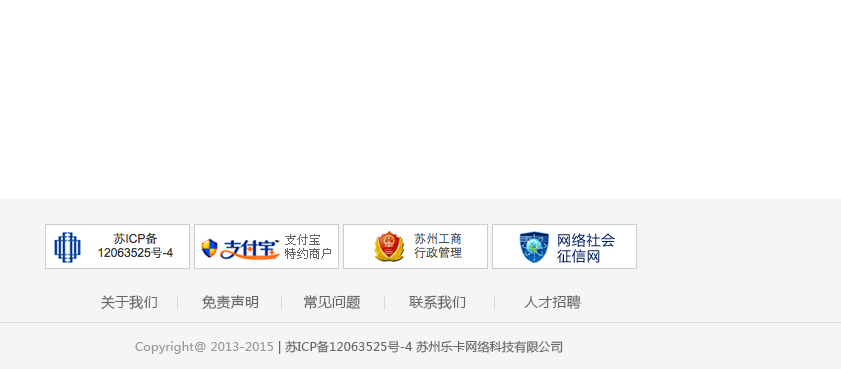 苏ICP备
12063525号-4
支付宝
支付宝
特约商户
苏州工商
行政管理
网络社会
征信网
关于我们 免责声明 常见问题 联系我们 人才招聘
Copyright@ 2013-2015 | 苏ICP备12063525号-4 苏州乐卡网络科技有限公司